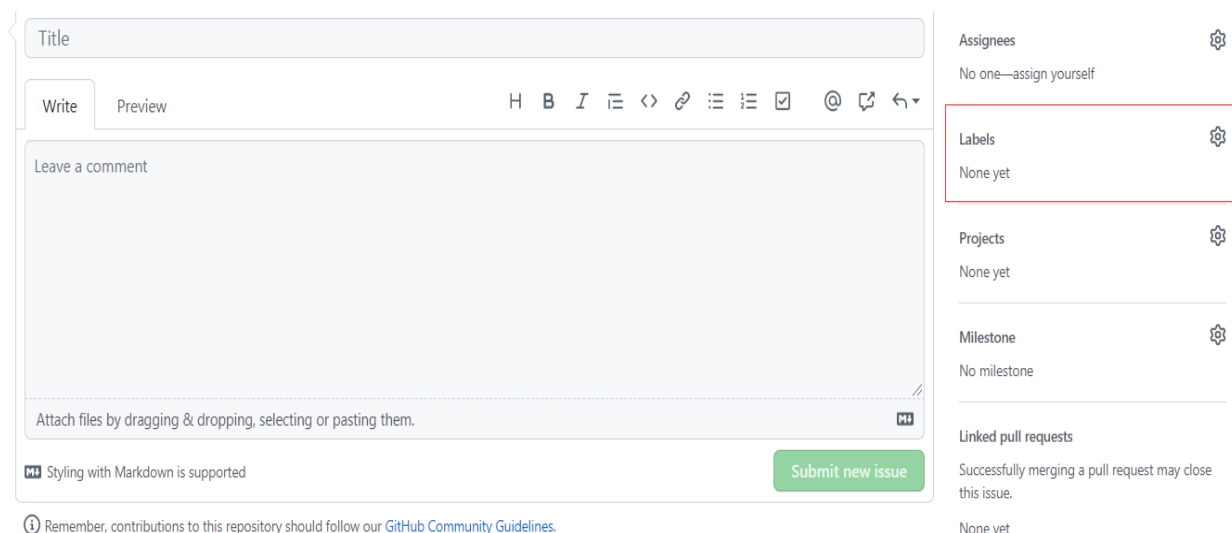 Title
Write
Preview
Leave a comment
Attach files by dragging & dropping, selecting or pasting them.
Styling with Markdown is supported
Submit new issue
Remember, contributions to this repository should follow our GitHub Community Guidelines.
Assignees
No one—assign yourself
Labels
None yet
Projects
None yet
Milestone
No milestone
Linked pull requests
Successfully merging a pull request may close
this issue.
None yet